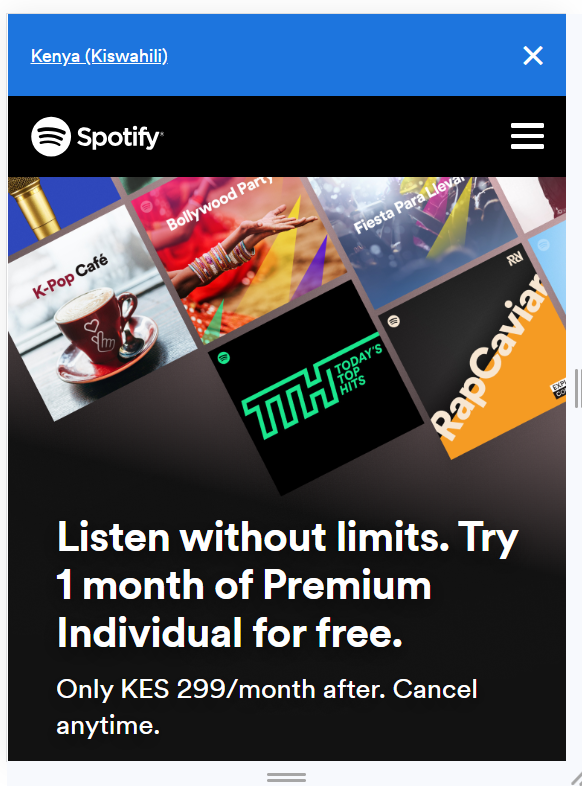 Kenya (Kiswahili)
Spotify®
Bollywood Party
Fiesta Para Llevar
K-Pop Café
TTH TODAY'S
TOP
HITS
RapCaviar
Listen without limits. Try
1 month of Premium
Individual for free.
Only KES 299/month after. Cancel
anytime.